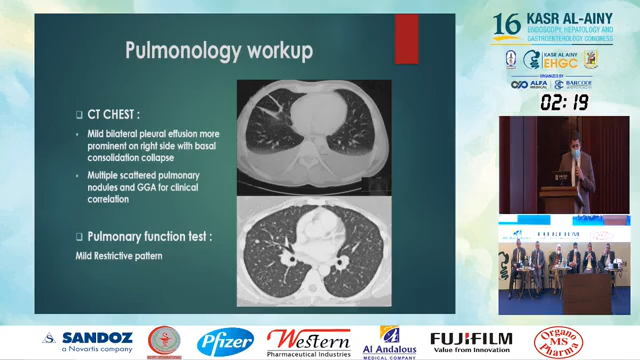 Pulmonology workup
CT CHEST :
Mild bilateral pleural effusion more
prominent on right side with basal
consolidation collapse
Multiple scattered pulmonary
nodules and GGA for clinical
correlation
Pulmonary function test :
Mild Restrictive pattern
16 KASR AL-AINY
ENDOSCOPY, HEPATOLOGY AND
GASTROENTEROLOGY CONGRESS
KASR AL-AINY
EHGC
ORGANIZED BY
ALFA
MEDICAL
BARCODE
02:19
FUJIFILM
SANDOZ
a Novartis company
Pfizer
Western
Pharmaceutical Industries
Al Andalous
MEDICAL COMPANY
FUJIFILM
Value from Innovation
Organo
MS
Pharma